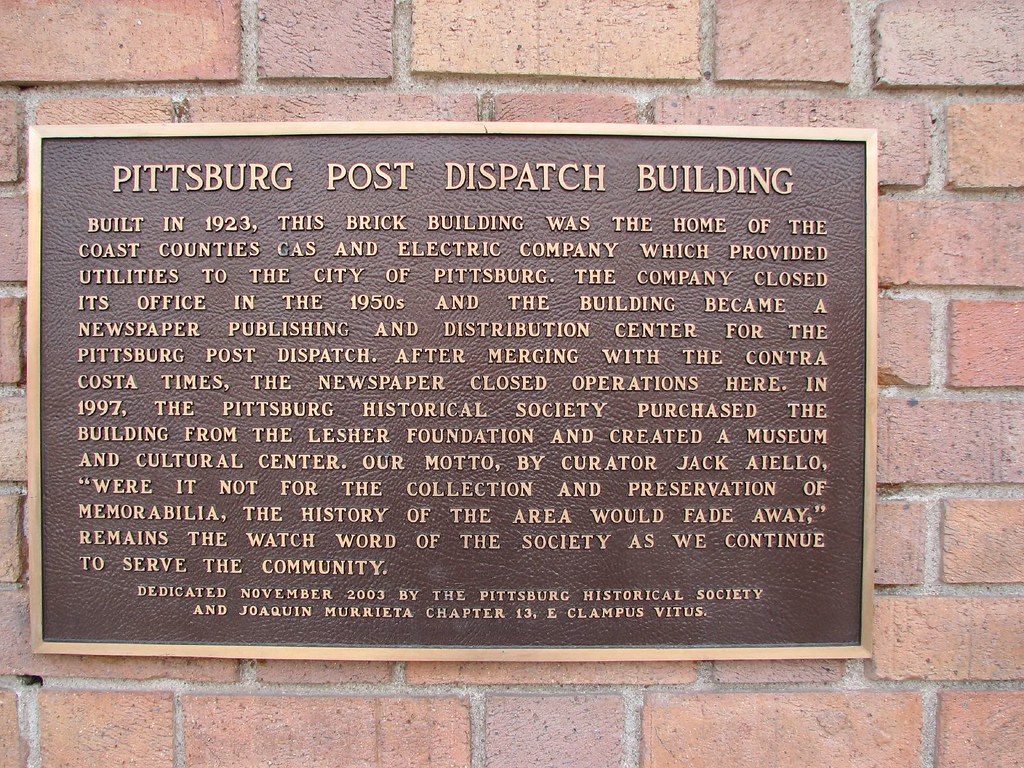 PITTSBURG POST DISPATCH BUILDING
BUILT IN 1923, THIS BRICK BUILDING WAS THE HOME OF THE
COAST COUNTIES GAS AND ELECTRIC COMPANY WHICH PROVIDED
UTILITIES TO THE CITY OF PITTSBURG. THE COMPANY CLOSED
ITS OFFICE IN THE 1950s AND THE BUILDING BECAME A
NEWSPAPER PUBLISHING AND DISTRIBUTION CENTER FOR THE
PITTSBURG POST DISPATCH. AFTER MERGING WITH THE CONTRA
COSTA TIMES, THE NEWSPAPER CLOSED OPERATIONS HERE. IN
1997, THE PITTSBURG HISTORICAL SOCIETY PURCHASED THE
BUILDING FROM THE LESHER FOUNDATION AND CREATED A MUSEUM
AND CULTURAL CENTER. OUR MOTTO, BY CURATOR JACK AIELLO,
“WERE IT NOT FOR THE COLLECTION AND PRESERVATION OF
MEMORABILIA, THE HISTORY OF THE AREA WOULD FADE AWAY,”
REMAINS THE WATCH WORD OF THE SOCIETY AS WE CONTINUE
TO SERVE THE COMMUNITY.
DEDICATED NOVEMBER 2003 BY THE PITTSBURG HISTORICAL SOCIETY
AND JOAQUIN MURRIETA CHAPTER 13, E CLAMPUS VITUS.